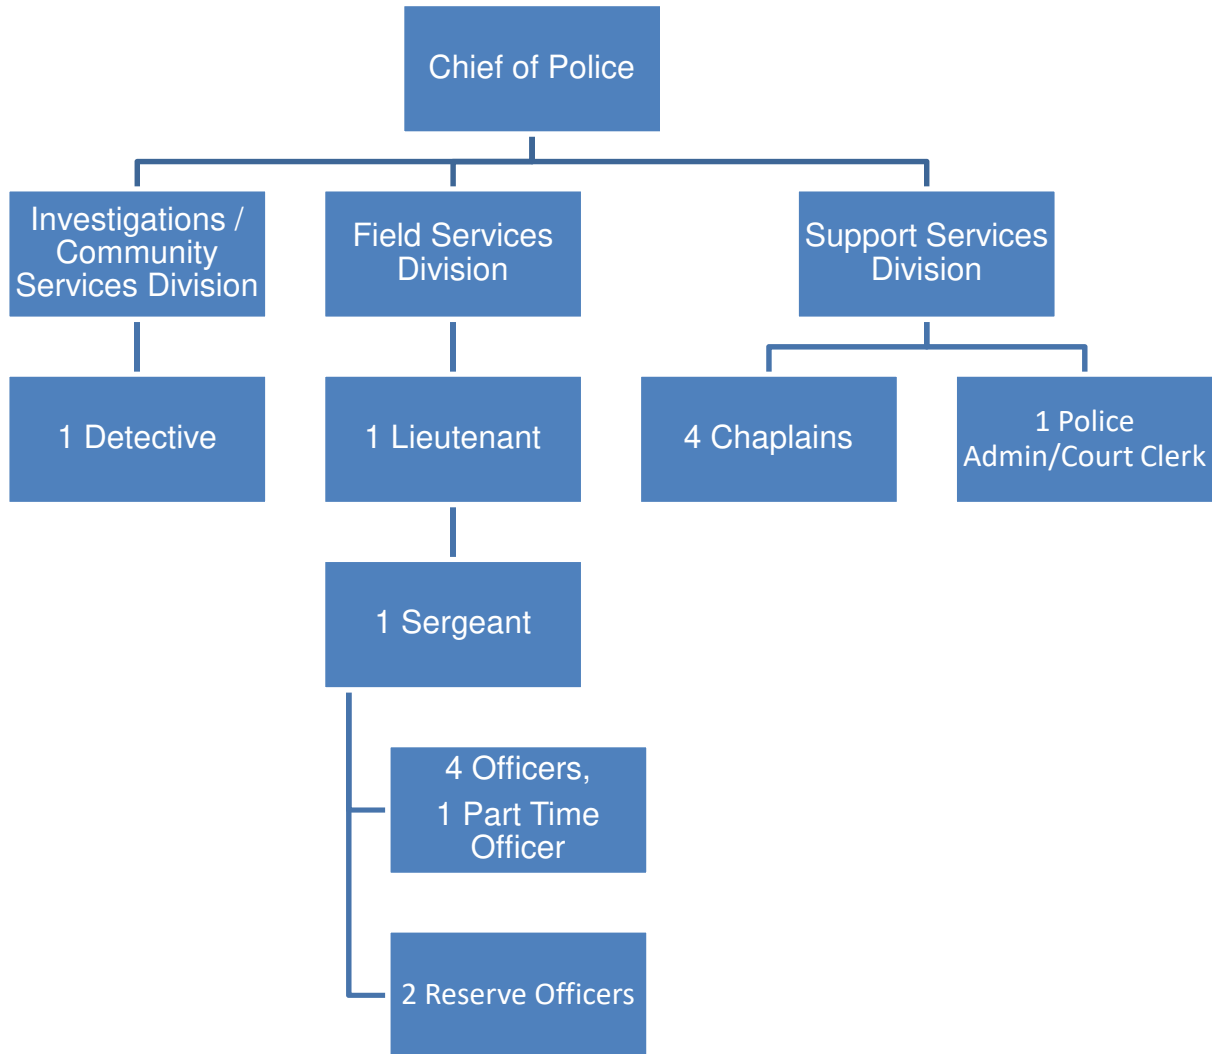 Chief of Police
Investigations /
Community
Services Division
Field Services
Division
Support Services
Division
1 Detective
1 Lieutenant
4 Chaplains
1 Police
Admin/Court Clerk
1 Sergeant
4 Officers,
1 Part Time
Officer
2 Reserve Officers